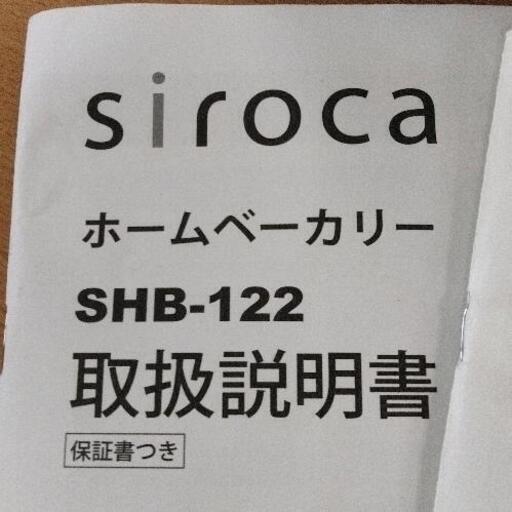 siroca
ホームベーカリー
SHB-122
取扱説明書
保証書つき